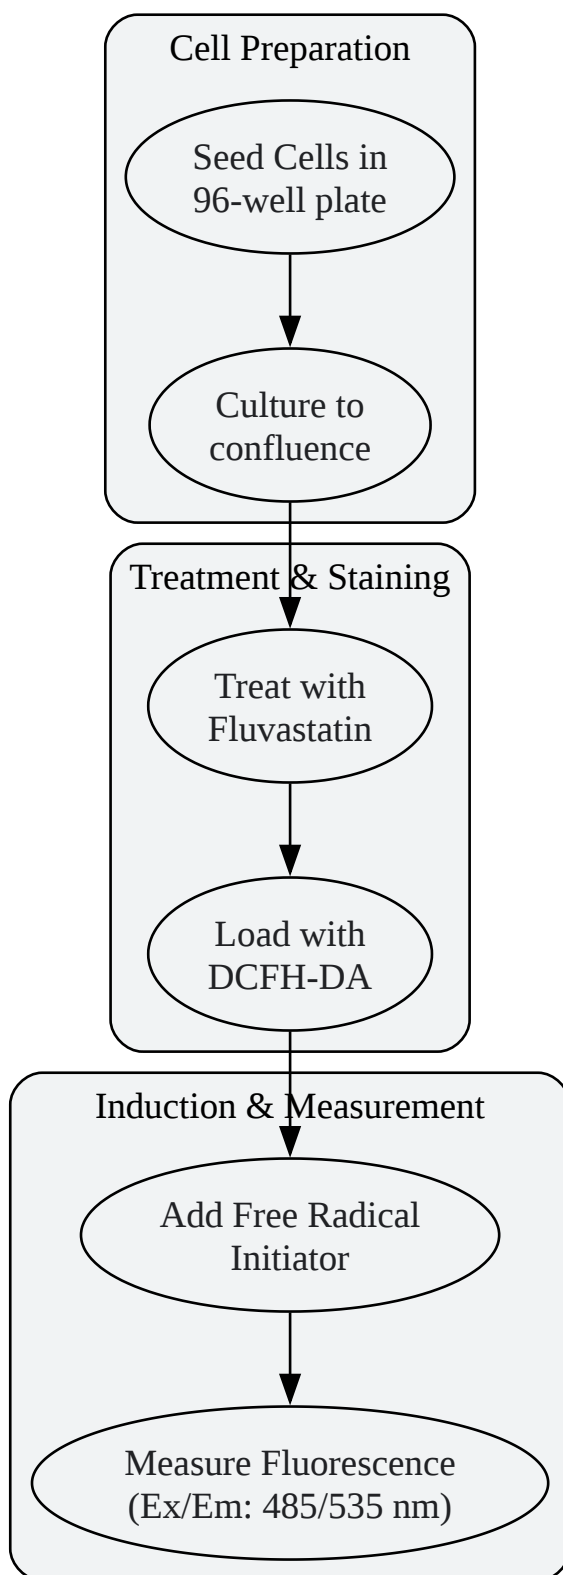 Cell Preparation
Seed Cells in
96-well plate
Culture to
confluence
Treatment & Staining
Treat with
Fluvastatin
Load with
DCFH-DA
Induction & Measurement
Add Free Radical
Initiator
Measure Fluorescence
(Ex/Em: 485/535 nm)